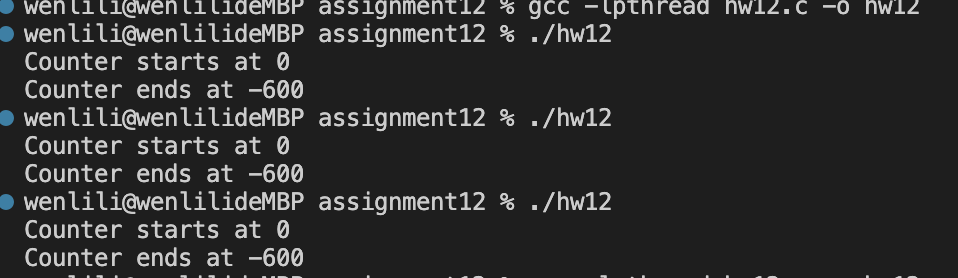 wenlili@wenlilideMBP assignment12 % gcc -lpthread hw12.c -o hw12
wenlili@wenlilideMBP assignment12 % ./hw12
Counter starts at 0
Counter ends at -600
wenlili@wenlilideMBP assignment12 % ./hw12
Counter starts at 0
Counter ends at -600
wenlili@wenlilideMBP assignment12 % ./hw12
Counter starts at 0
Counter ends at -600